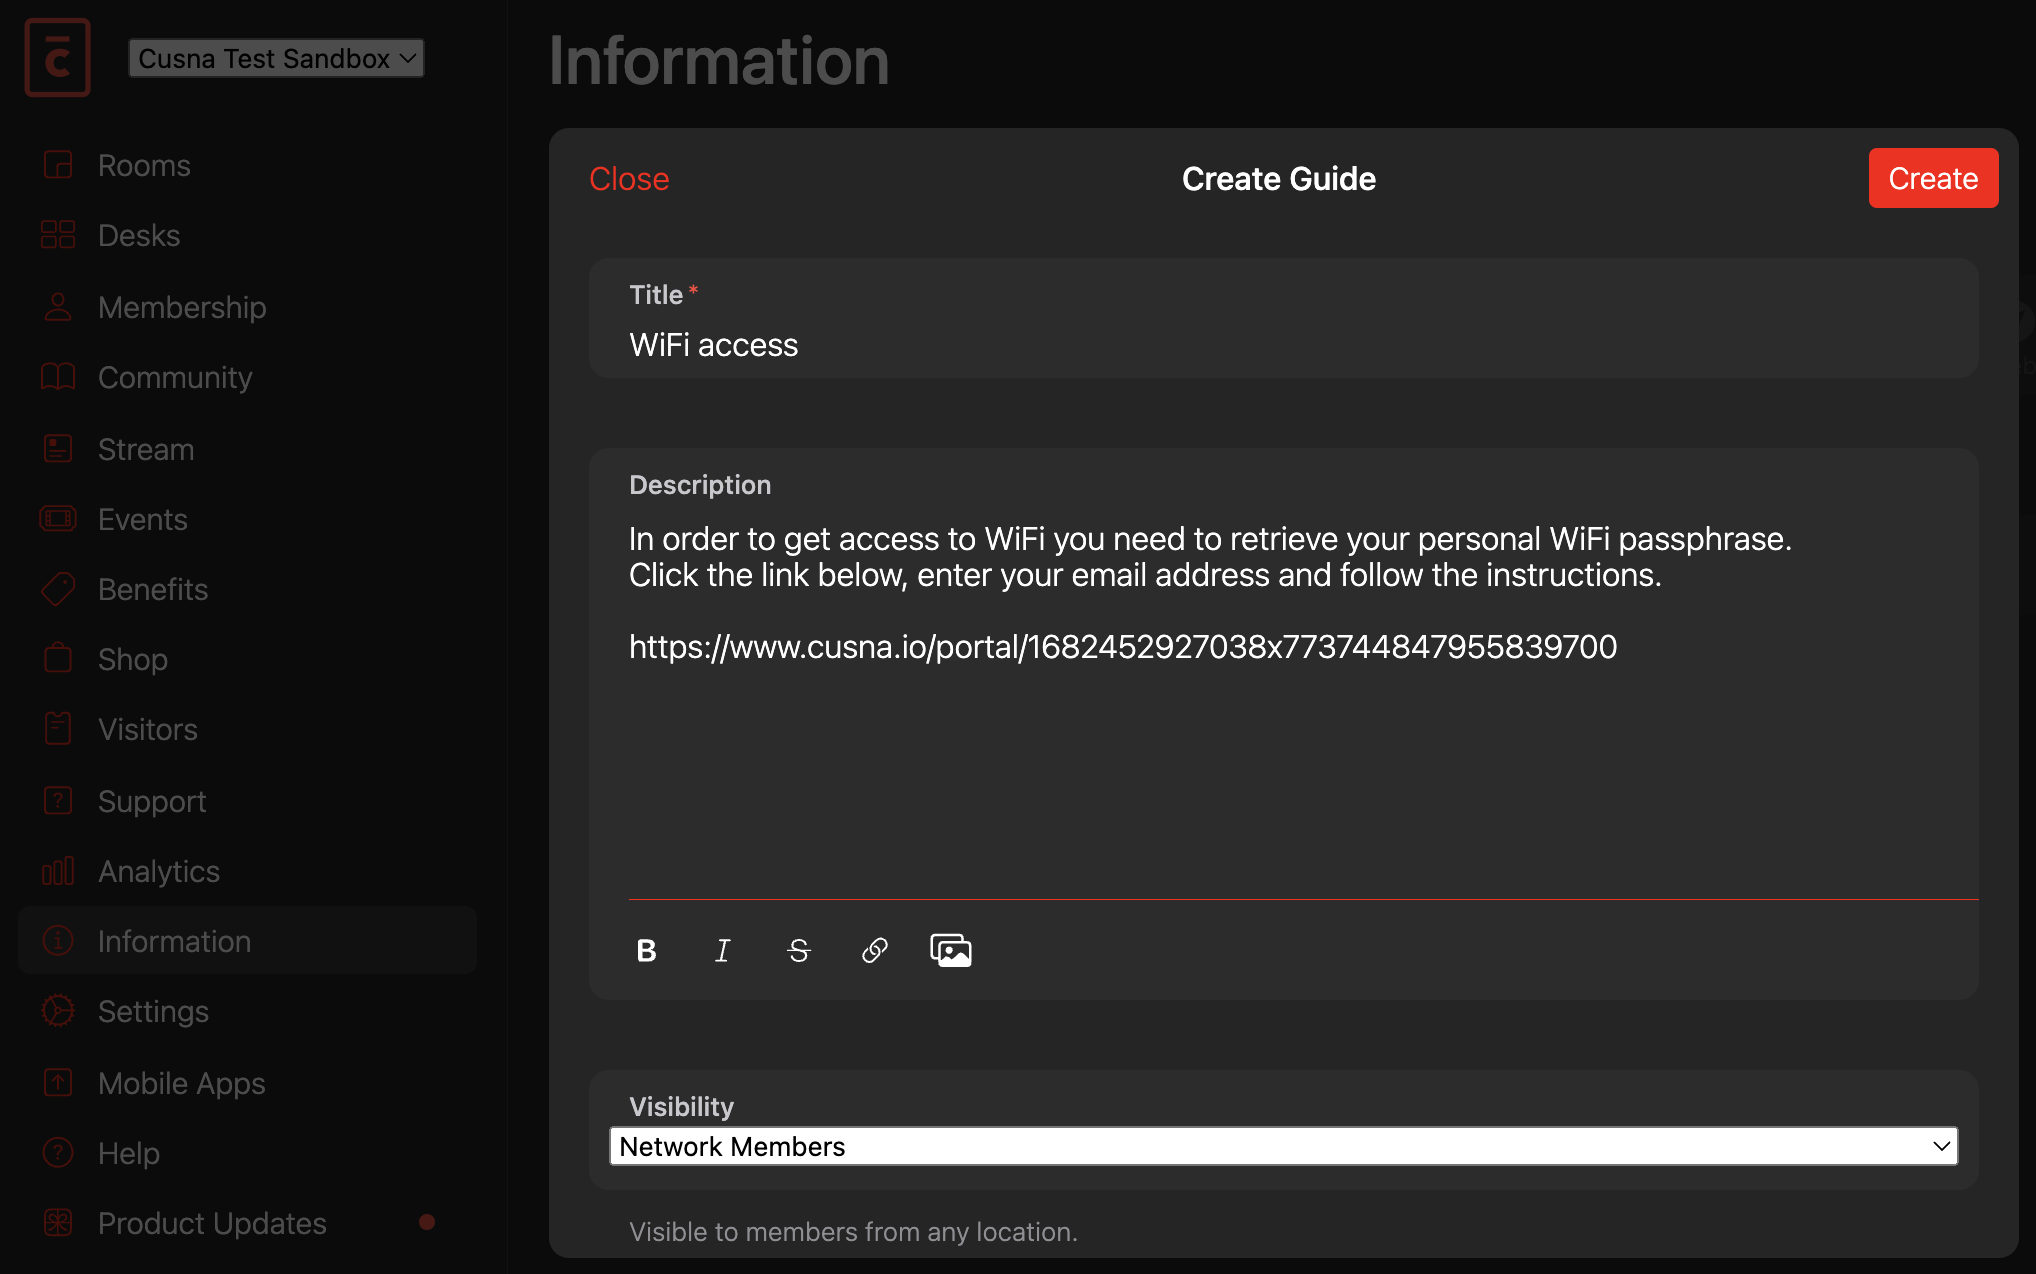 Cusna Test Sandbox
Rooms
Desks
Membership
Community
Stream
Events
Benefits
Shop
Visitors
Support
Analytics
Information
Settings
Mobile Apps
Help
Product Updates
Information
Close
Create Guide
Create
Title *
WiFi access
Description
In order to get access to WiFi you need to retrieve your personal WiFi passphrase.
Click the link below, enter your email address and follow the instructions.
https://www.cusna.io/portal/1682452927038x773744847955839700
B I S
Visibility
Network Members
Visible to members from any location.